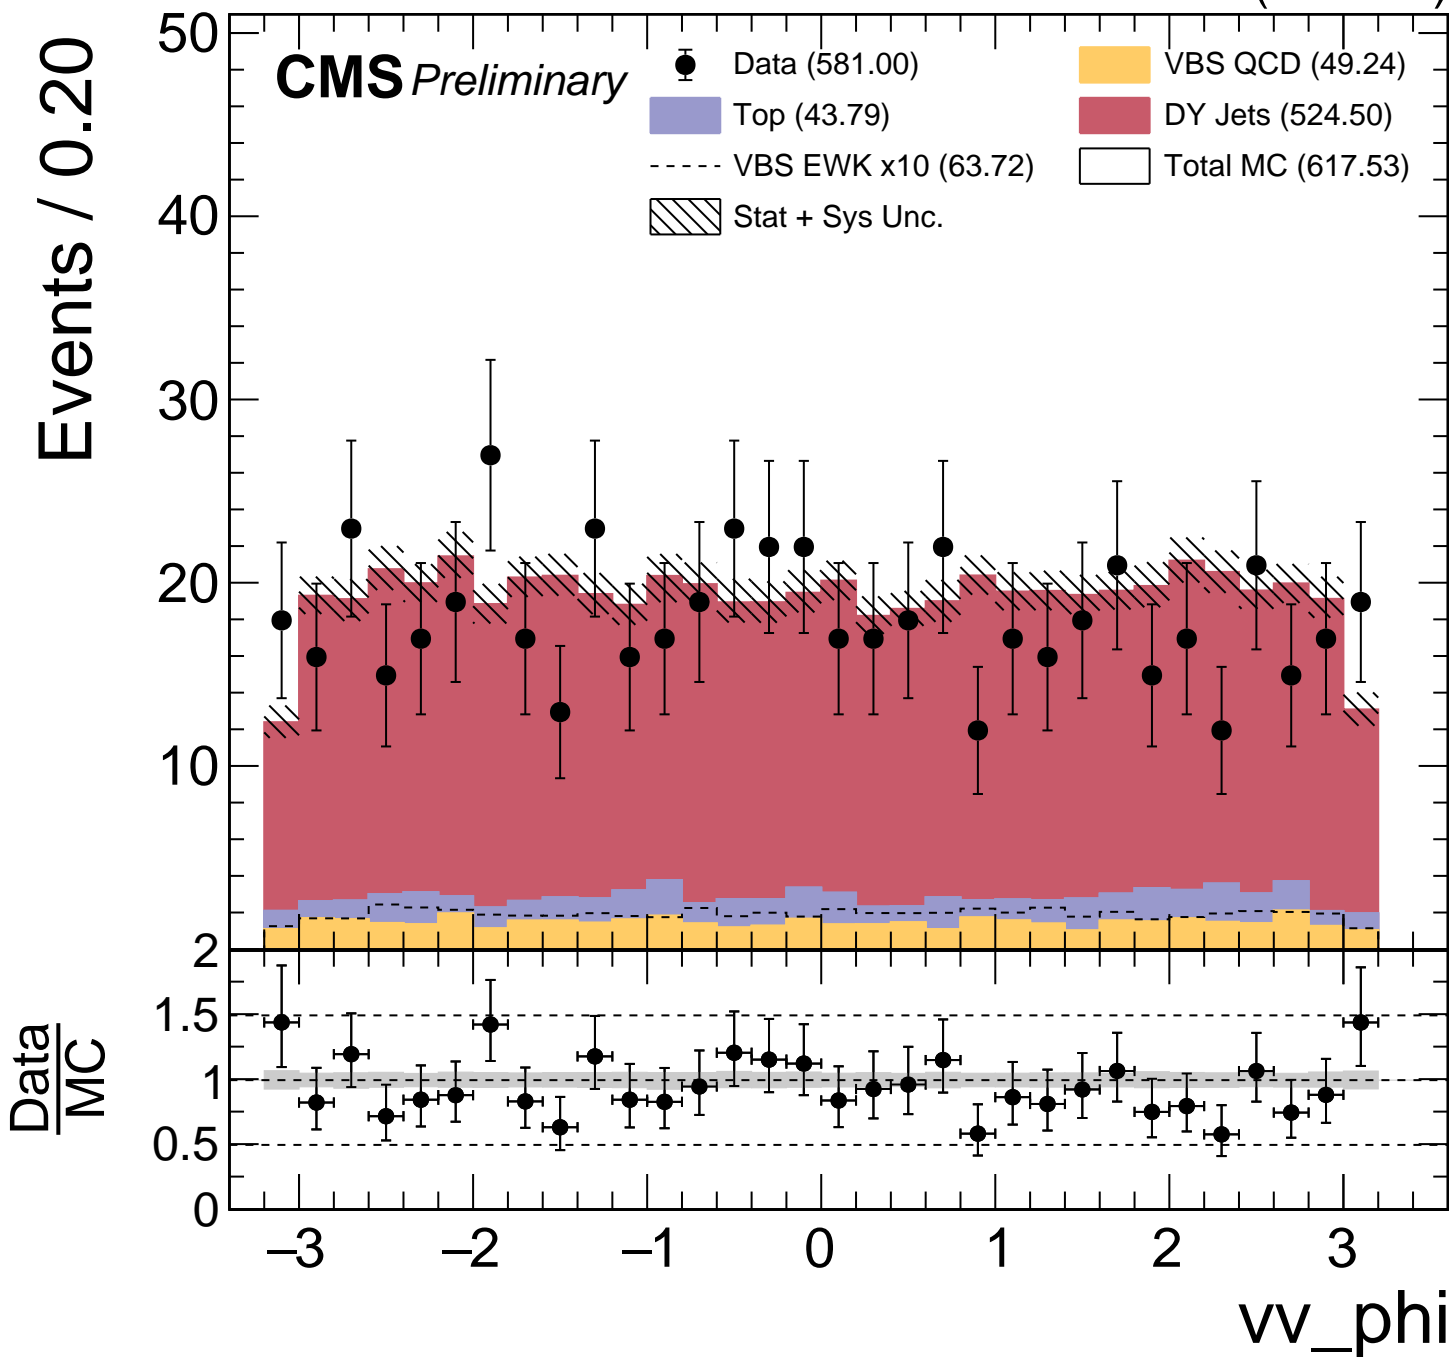 CMS Preliminary
Data (581.00)
VBS QCD (49.24)
Top (43.79)
DY Jets (524.50)
VBS EWK x10 (63.72)
Total MC (617.53)
Stat + Sys Unc.
Events / 0.20
50
40
30
20
10
2
1.5
1
0.5
0
Data
MC
–3 –2 –1 0 1 2 3
vv_phi